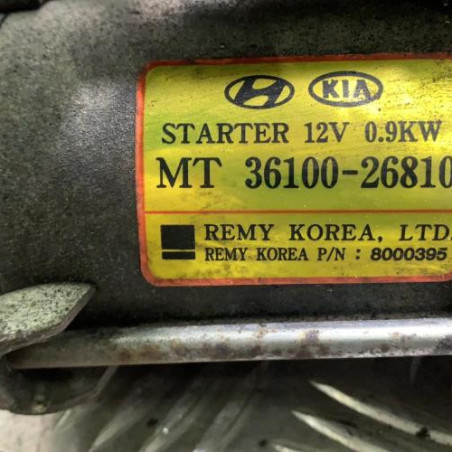 KIA
STARTER 12V 0.9KW
MT 36100-26810
REMY KOREA, LTD.
REMY KOREA P/N : 8000395